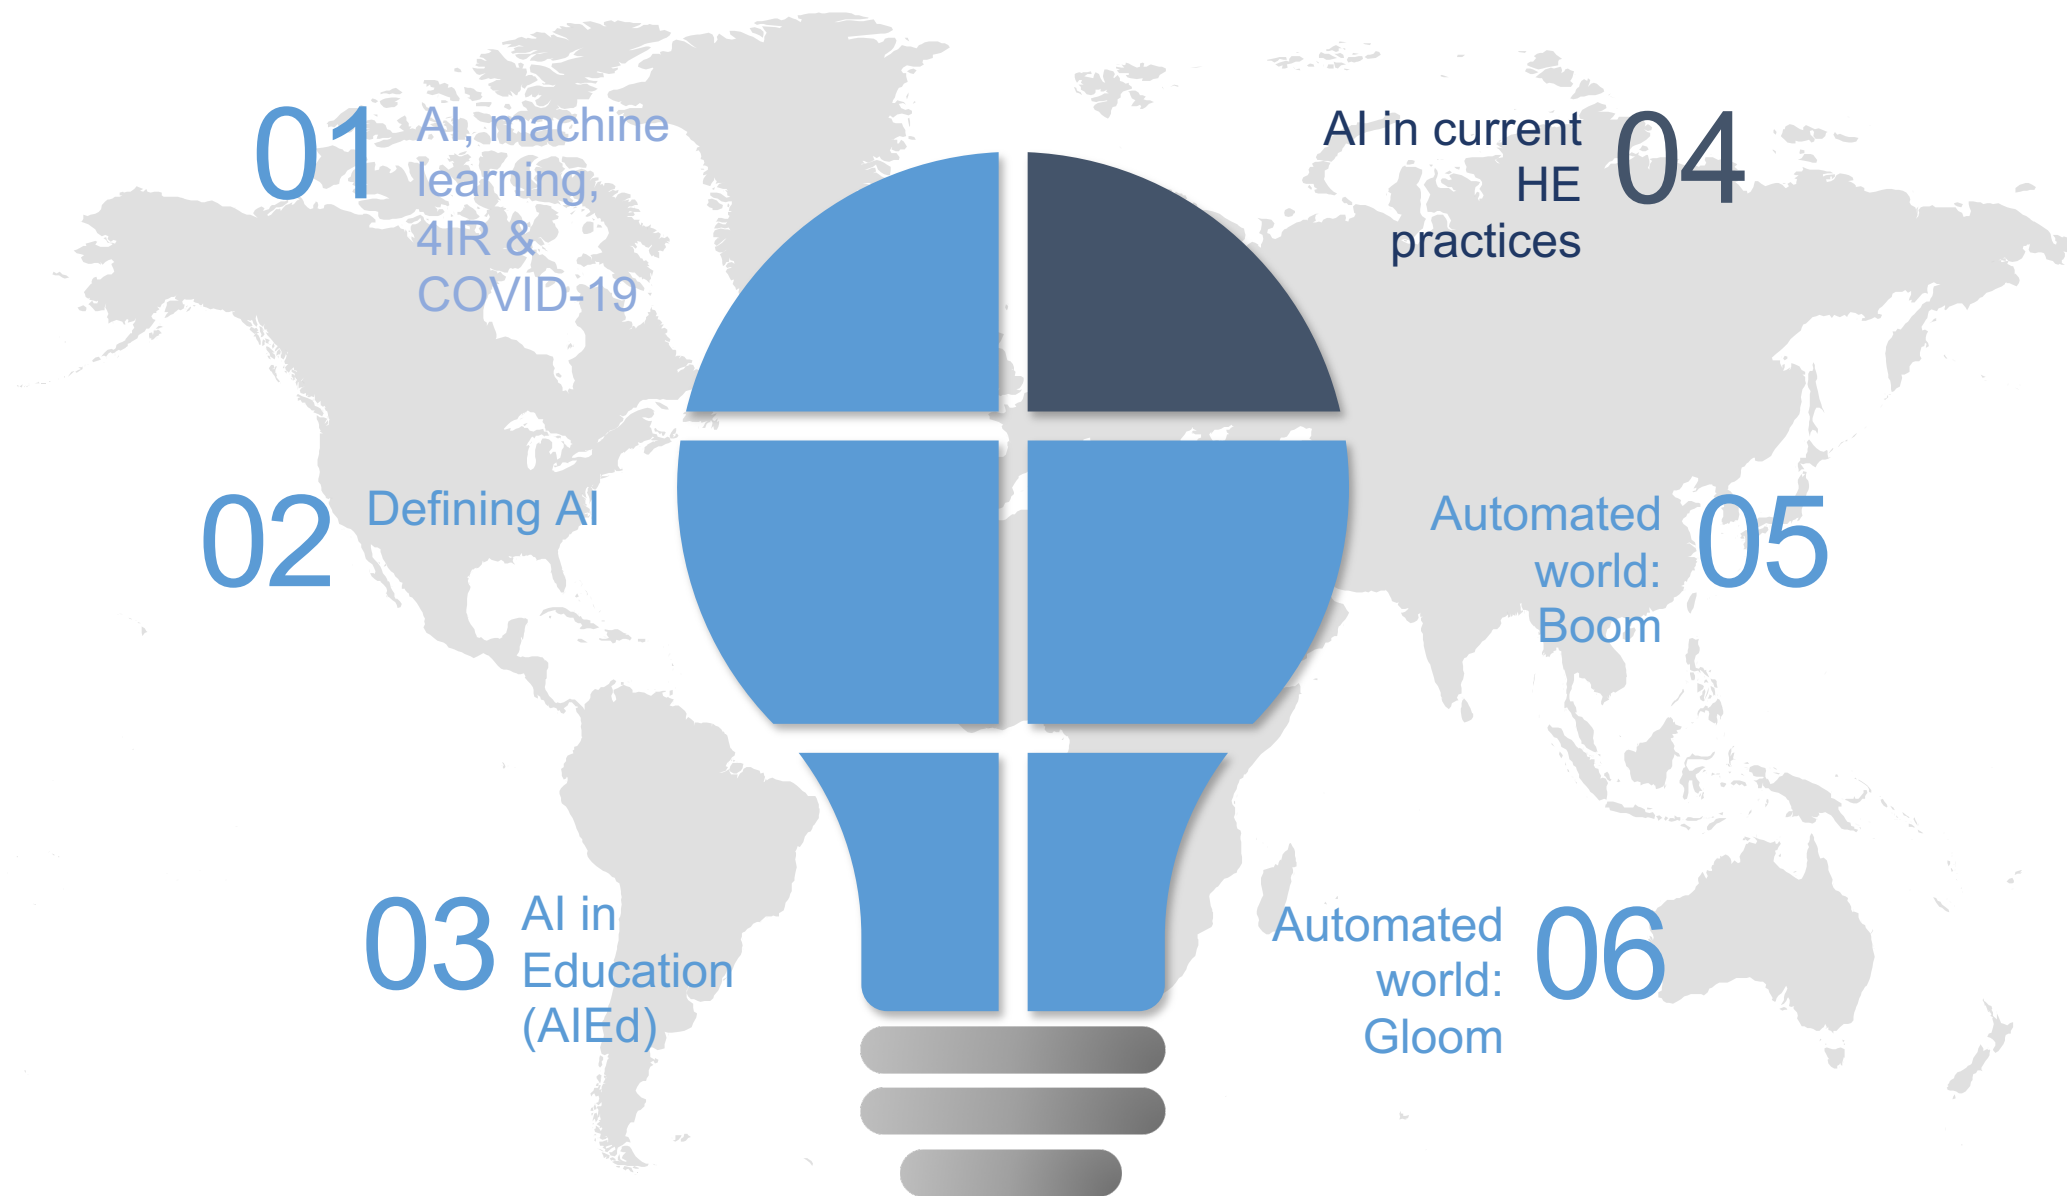 01
AI, machine
learning,
4IR &
COVID-19
02
Defining AI
03
AI in
Education
(AIEd)
AI in current
HE
practices
04
Automated
world:
Boom
05
Automated
world:
Gloom
06